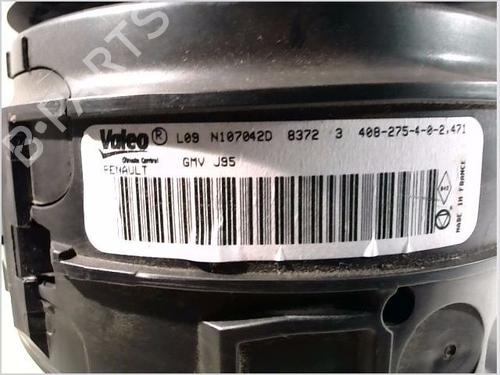 B-PARTS
Valeo ® L09 N107042D 8372 3 408-275-4-0-2.471
Climate Control
RENAULT GMV J95
MADE IN FRANCE